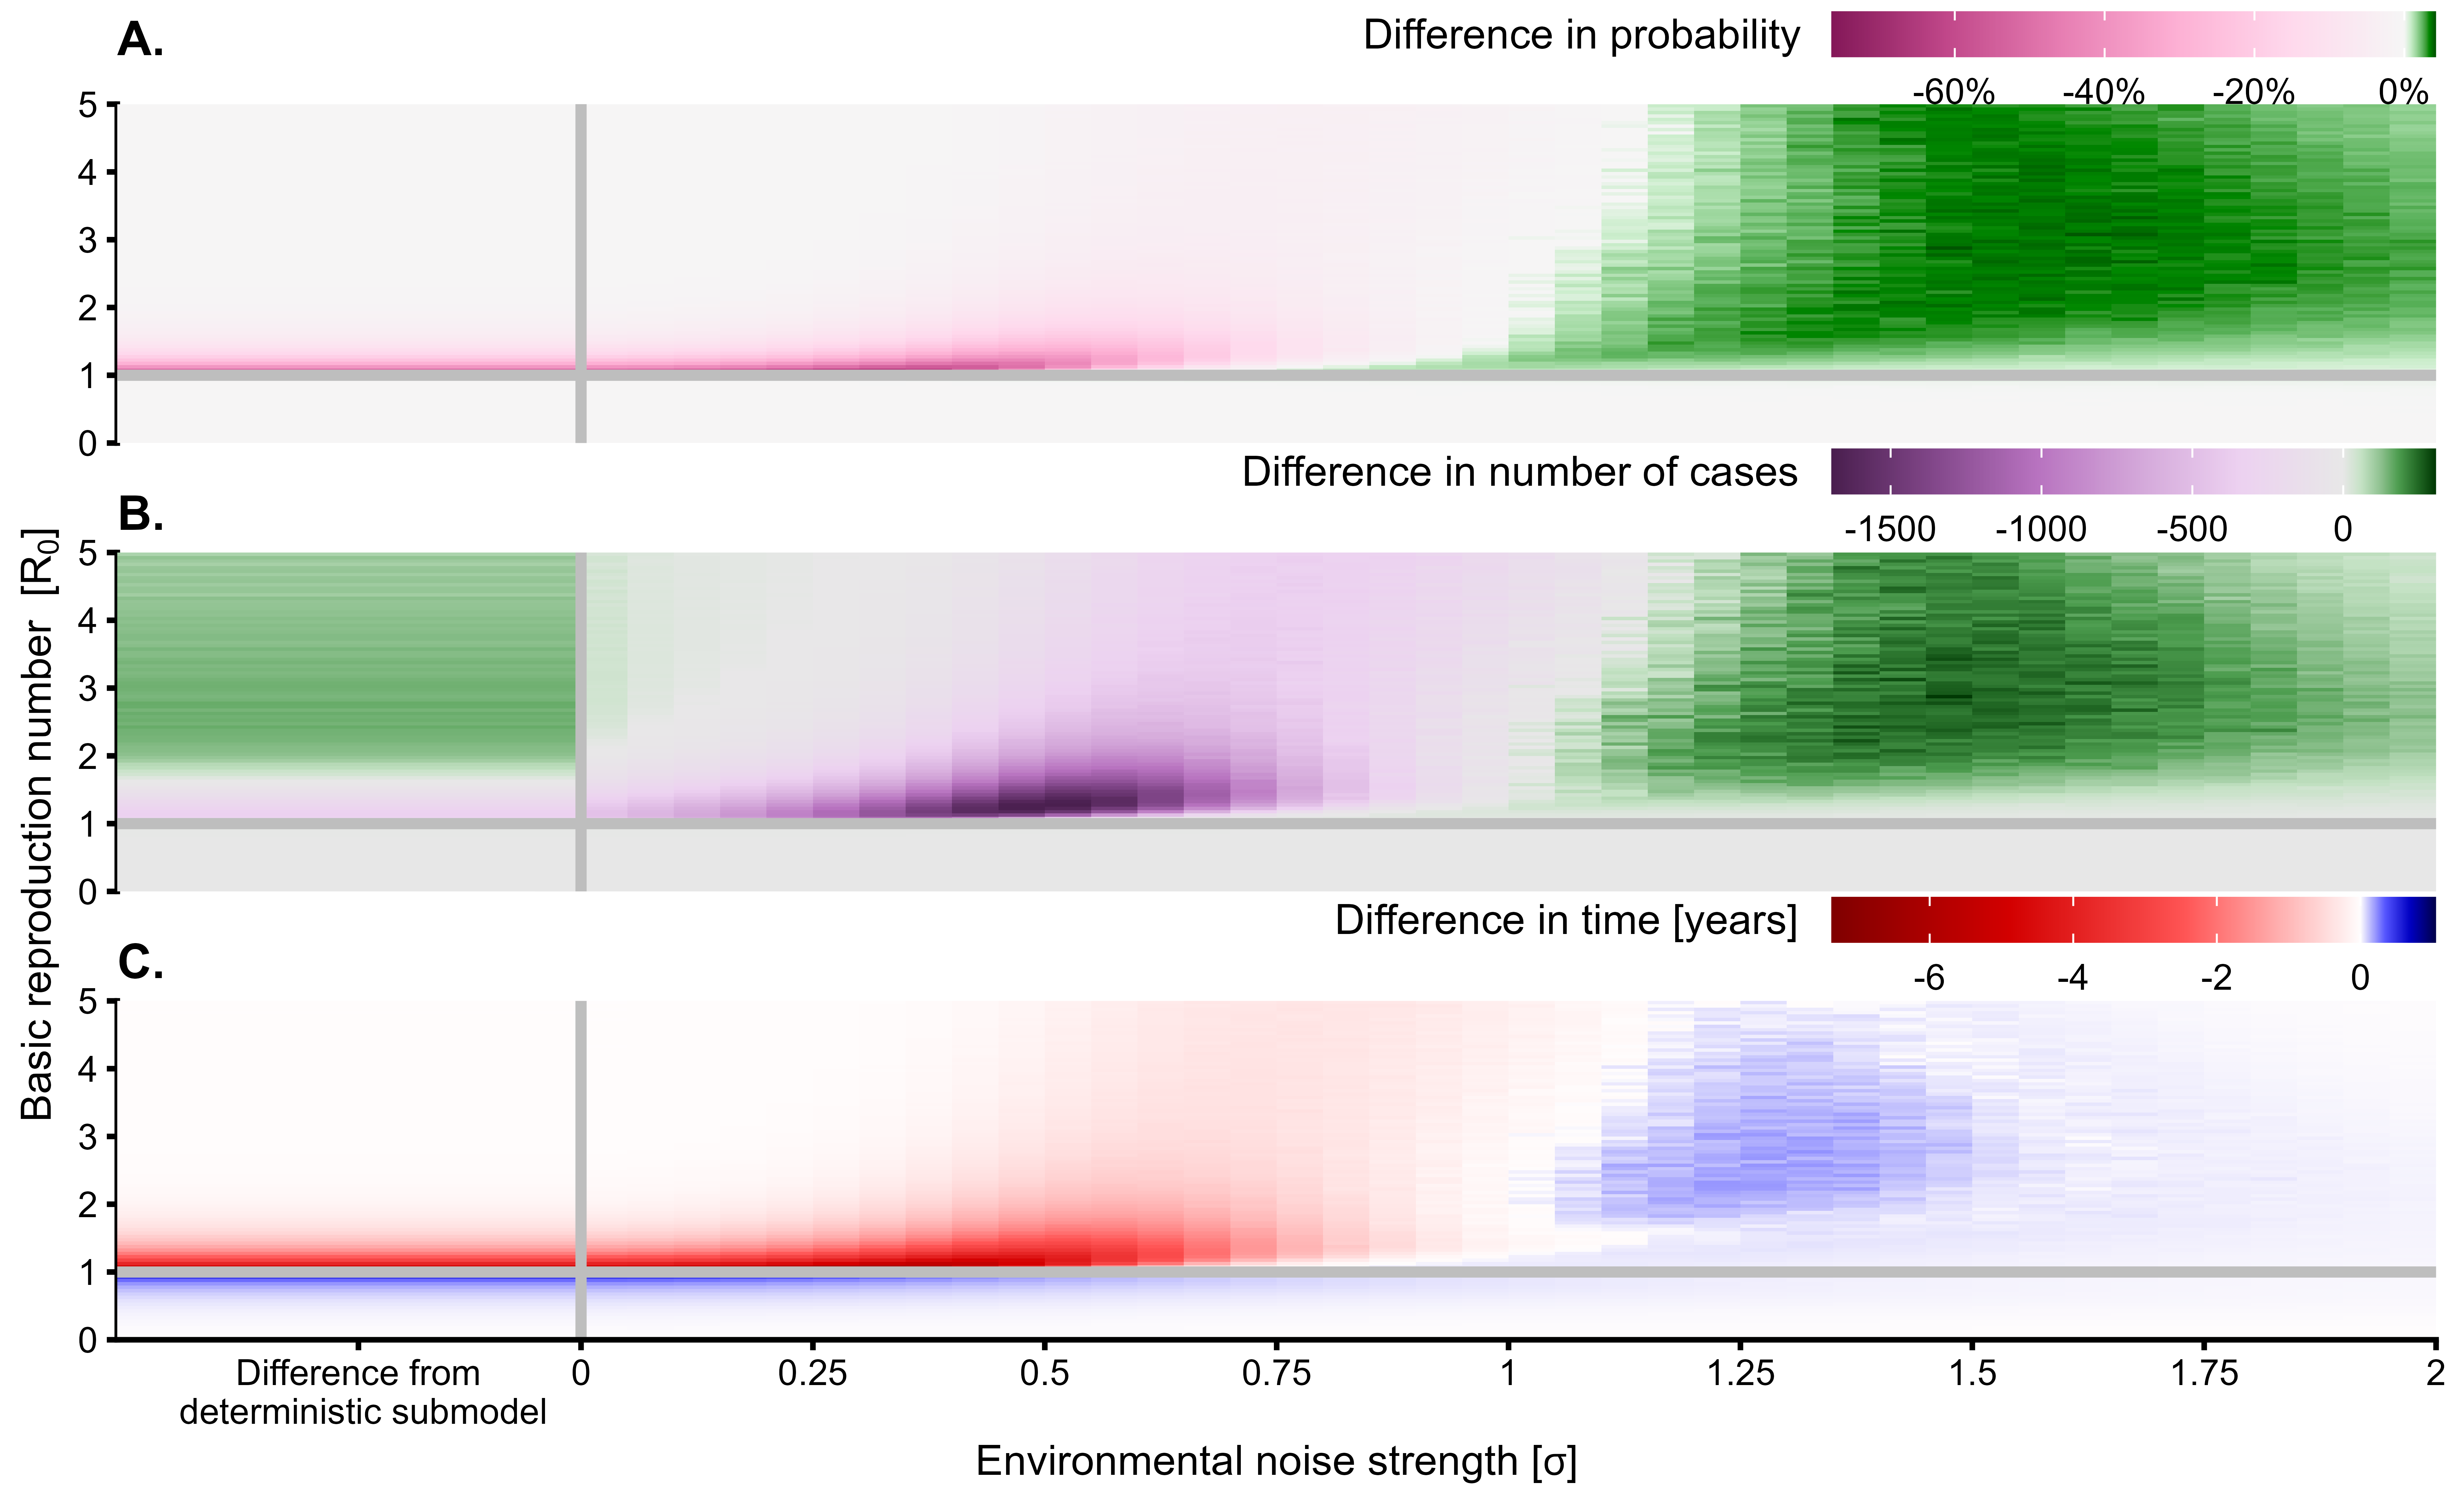 A.
Difference in probability
-60% -40% -20% 0%
5
4
3
2
1
0
Difference in number of cases
-1500 -1000 -500 0
B.
5
4
3
2
1
0
Basic reproduction number [R0]
Difference in time [years]
-6 -4 -2 0
C.
5
4
3
2
1
0
Difference from
deterministic submodel
0 0.25 0.5 0.75 1 1.25 1.5 1.75 2
Environmental noise strength [σ]